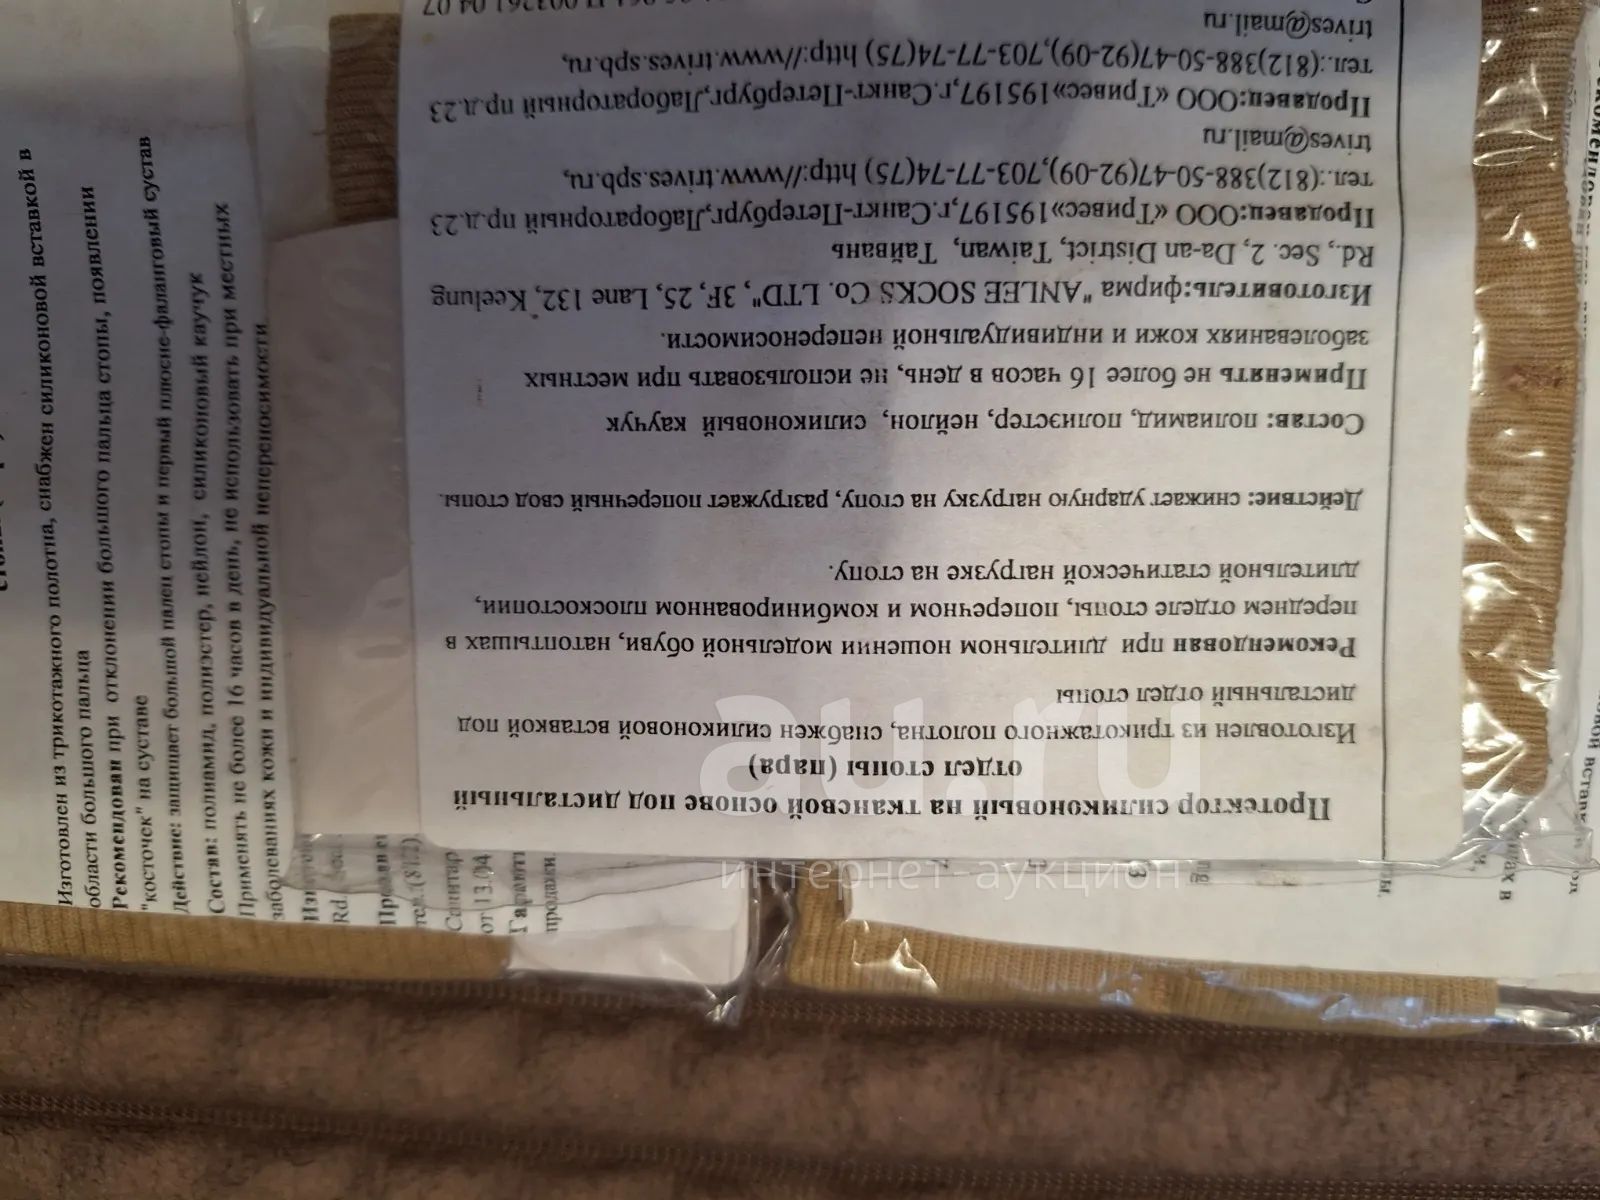 Протектор силиконовый на тканевой основе под дистальный
отдел стопы (пара)
Изготовлен из трикотажного полотна, снабжен силиконовой вставкой под
дистальный отдел стопы
Рекомендован при длительном ношении модельной обуви, натоптышах в
переднем отделе стопы, поперечном и комбинированном плоскостопии,
длительной статической нагрузке на стопу.
Действие: снижает ударную нагрузку на стопу, разгружает поперечный свод стопы.
Состав: полиамид, полиэстер, нейлон, силиконовый каучук
Применять не более 16 часов в день, не использовать при местных
заболеваниях кожи и индивидуальной непереносимости.
Изготовитель:фирма "ANLEE SOCKS Co. LTD", 3F, 25, Lane 132, Keelung
Rd., Sec. 2, Da-an District, Taiwan, Тайвань
Продавец:ООО «Тривес»195197,г.Санкт-Петербург,Лабораторный пр.д.23
тел.:(812)388-50-47(92-09),703-77-74(75) http://www.trives.spb.ru,
trives@mail.ru
Продавец:ООО «Тривес»195197,г.Санкт-Петербург,Лабораторный пр.д.23
тел.:(812)388-50-47(92-09),703-77-74(75) http://www.trives.spb.ru,
trives@mail.ru
Изготовлен из трикотажного полотна, снабжен силиконовой вставкой в
области большого пальца
Рекомендован при отклонении большого пальца стопы, появлении
"косточек" на суставе
Действие: защищает большой палец стопы и первый плюсне-фаланговый сустав
Состав: полиамид, полиэстер, нейлон, силиконовый каучук
Применять не более 16 часов в день, не использовать при местных
заболеваниях кожи и индивидуальной непереносимости.
Rd.
от 13.04
продажи.
au.ru
интернет-аукцион